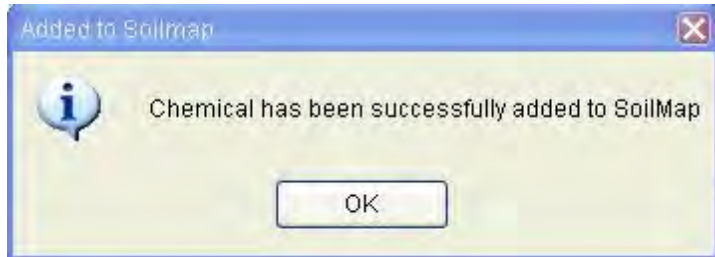 Added to Soilmap
Chemical has been successfully added to SoilMap
OK